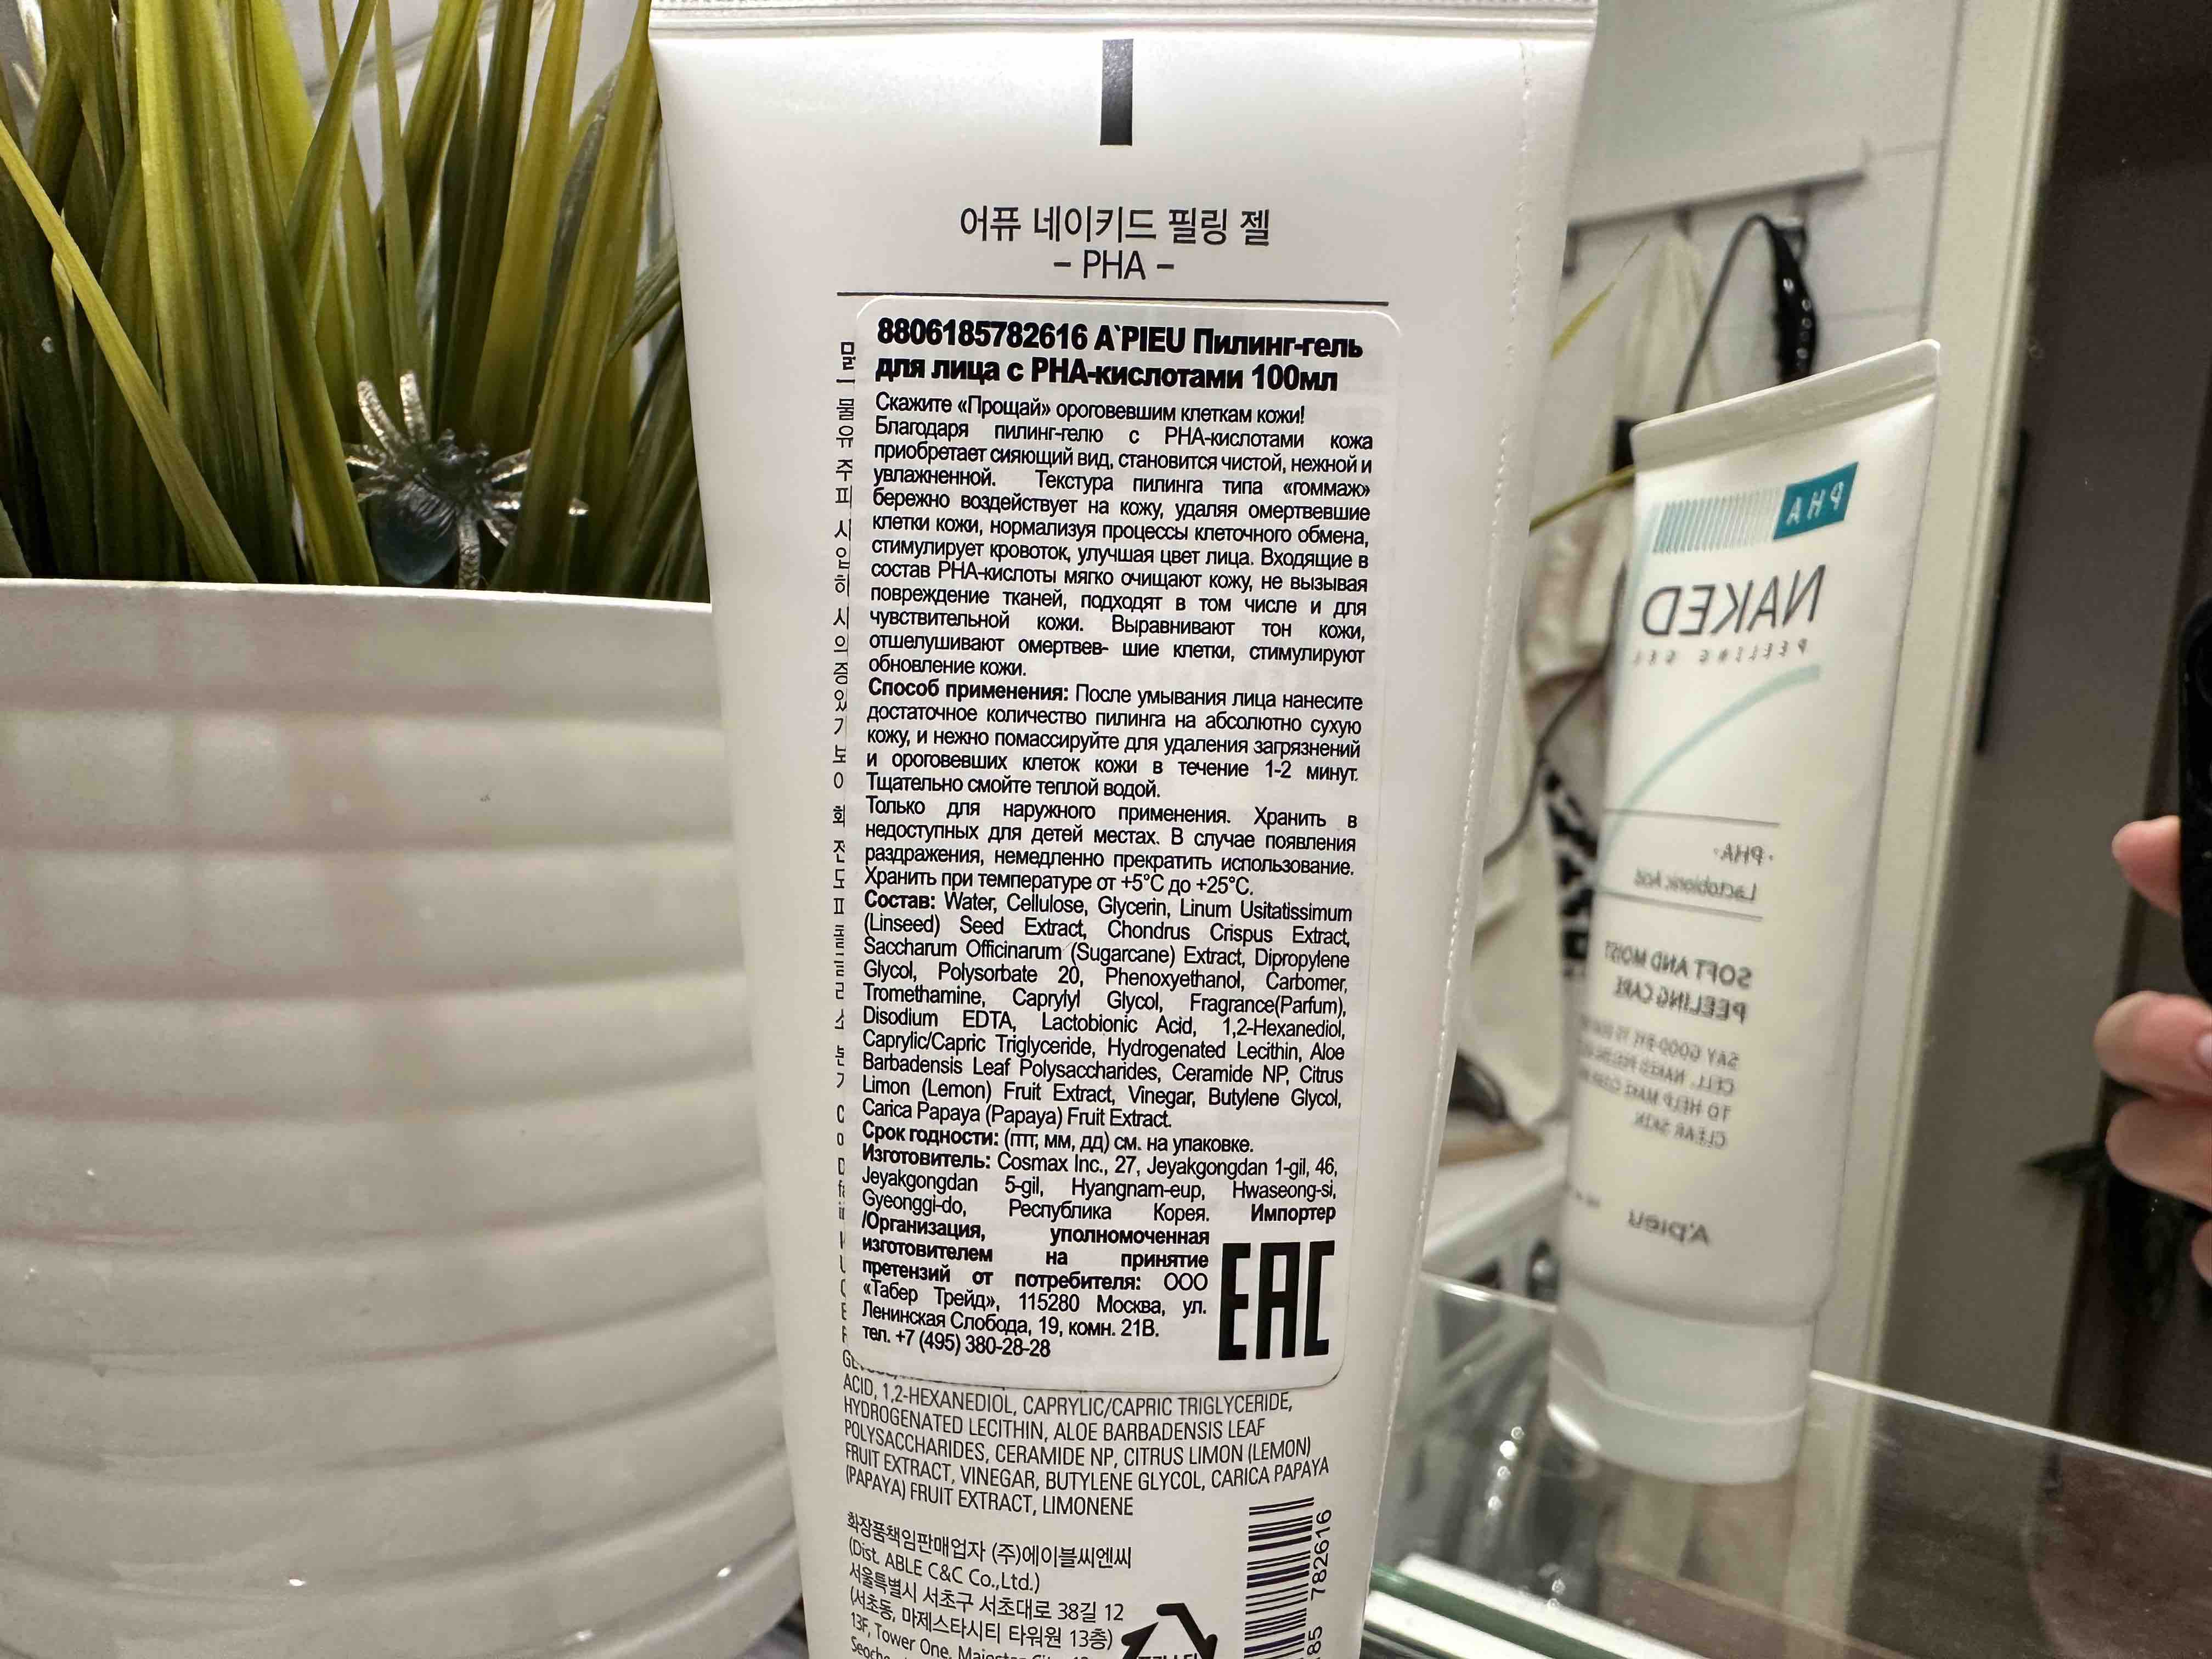 어퓨 네이키드 필링 젤
– PHA –
8806185782616 A`PIEU Пилинг-гель
для лица с PHA-кислотами 100мл
Скажите «Прощай» ороговевшим клеткам кожи!
Благодаря пилинг-гелю с PHA-кислотами кожа
приобретает сияющий вид, становится чистой, нежной и
увлажненной. Текстура пилинга типа «гоммаж»
бережно воздействует на кожу, удаляя омертвевшие
клетки кожи, нормализуя процессы клеточного обмена,
стимулирует кровоток, улучшая цвет лица. Входящие в
состав PHA-кислоты мягко очищают кожу, не вызывая
повреждение тканей, подходят в том числе и для
чувствительной кожи. Выравнивают тон кожи,
отшелушивают омертвев- шие клетки, стимулируют
обновление кожи.
Способ применения: После умывания лица нанесите
достаточное количество пилинга на абсолютно сухую
кожу, и нежно помассируйте для удаления загрязнений
и ороговевших клеток кожи в течение 1-2 минут.
Тщательно смойте теплой водой.
Только для наружного применения. Хранить в
недоступных для детей местах. В случае появления
раздражения, немедленно прекратить использование.
Хранить при температуре от +5°C до +25°C.
Состав: Water, Cellulose, Glycerin, Linum Usitatissimum
(Linseed) Seed Extract, Chondrus Crispus Extract,
Saccharum Officinarum (Sugarcane) Extract, Dipropylene
Glycol, Polysorbate 20, Phenoxyethanol, Carbomer,
Tromethamine, Caprylyl Glycol, Fragrance(Parfum),
Disodium EDTA, Lactobionic Acid, 1,2-Hexanediol,
Caprylic/Capric Triglyceride, Hydrogenated Lecithin, Aloe
Barbadensis Leaf Polysaccharides, Ceramide NP, Citrus
Limon (Lemon) Fruit Extract, Vinegar, Butylene Glycol,
Carica Papaya (Papaya) Fruit Extract.
Срок годности: (гггг, мм, дд) см. на упаковке.
Изготовитель: Cosmax Inc., 27, Jeyakgongdan 1-gil, 46,
Jeyakgongdan 5-gil, Hyangnam-eup, Hwaseong-si,
Gyeonggi-do, Республика Корея. Импортер
/Организация, уполномоченная
изготовителем на принятие
претензий от потребителя: ООО
«Табер Трейд», 115280 Москва, ул.
Ленинская Слобода, 19, комн. 21В.
тел. +7 (495) 380-28-28
EAC
ACID, 1,2-HEXANEDIOL, CAPRYLIC/CAPRIC TRIGLYCERIDE,
HYDROGENATED LECITHIN, ALOE BARBADENSIS LEAF
POLYSACCHARIDES, CERAMIDE NP, CITRUS LIMON (LEMON)
FRUIT EXTRACT, VINEGAR, BUTYLENE GLYCOL, CARICA PAPAYA
(PAPAYA) FRUIT EXTRACT, LIMONENE
화장품책임판매업자 (주)에이블씨엔씨
(Dist. ABLE C&C Co.,Ltd.)
서울특별시 서초구 서초대로 38길 12
(서초동, 마제스타시티 타워원 13층)
13F, Tower One,
782616
PHA
NAKED
PEELING GEL
PHA
Lactobionic Acid
SOFT AND MOIST
PEELING CARE
SAY GOOD-BYE TO
TO HELP MAKE
CLEAR SKIN.
A'pieu